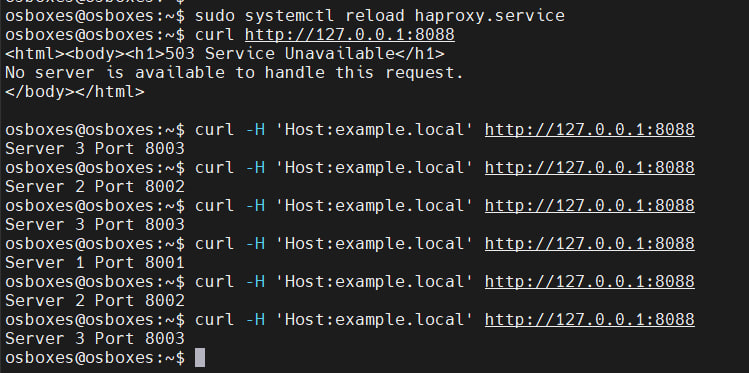 osboxes@osboxes:~$ sudo systemctl reload haproxy.service
osboxes@osboxes:~$ curl http://127.0.0.1:8088
<html><body><h1>503 Service Unavailable</h1>
No server is available to handle this request.
</body></html>
osboxes@osboxes:~$ curl -H 'Host:example.local' http://127.0.0.1:8088
Server 3 Port 8003
osboxes@osboxes:~$ curl -H 'Host:example.local' http://127.0.0.1:8088
Server 2 Port 8002
osboxes@osboxes:~$ curl -H 'Host:example.local' http://127.0.0.1:8088
Server 3 Port 8003
osboxes@osboxes:~$ curl -H 'Host:example.local' http://127.0.0.1:8088
Server 1 Port 8001
osboxes@osboxes:~$ curl -H 'Host:example.local' http://127.0.0.1:8088
Server 2 Port 8002
osboxes@osboxes:~$ curl -H 'Host:example.local' http://127.0.0.1:8088
Server 3 Port 8003
osboxes@osboxes:~$